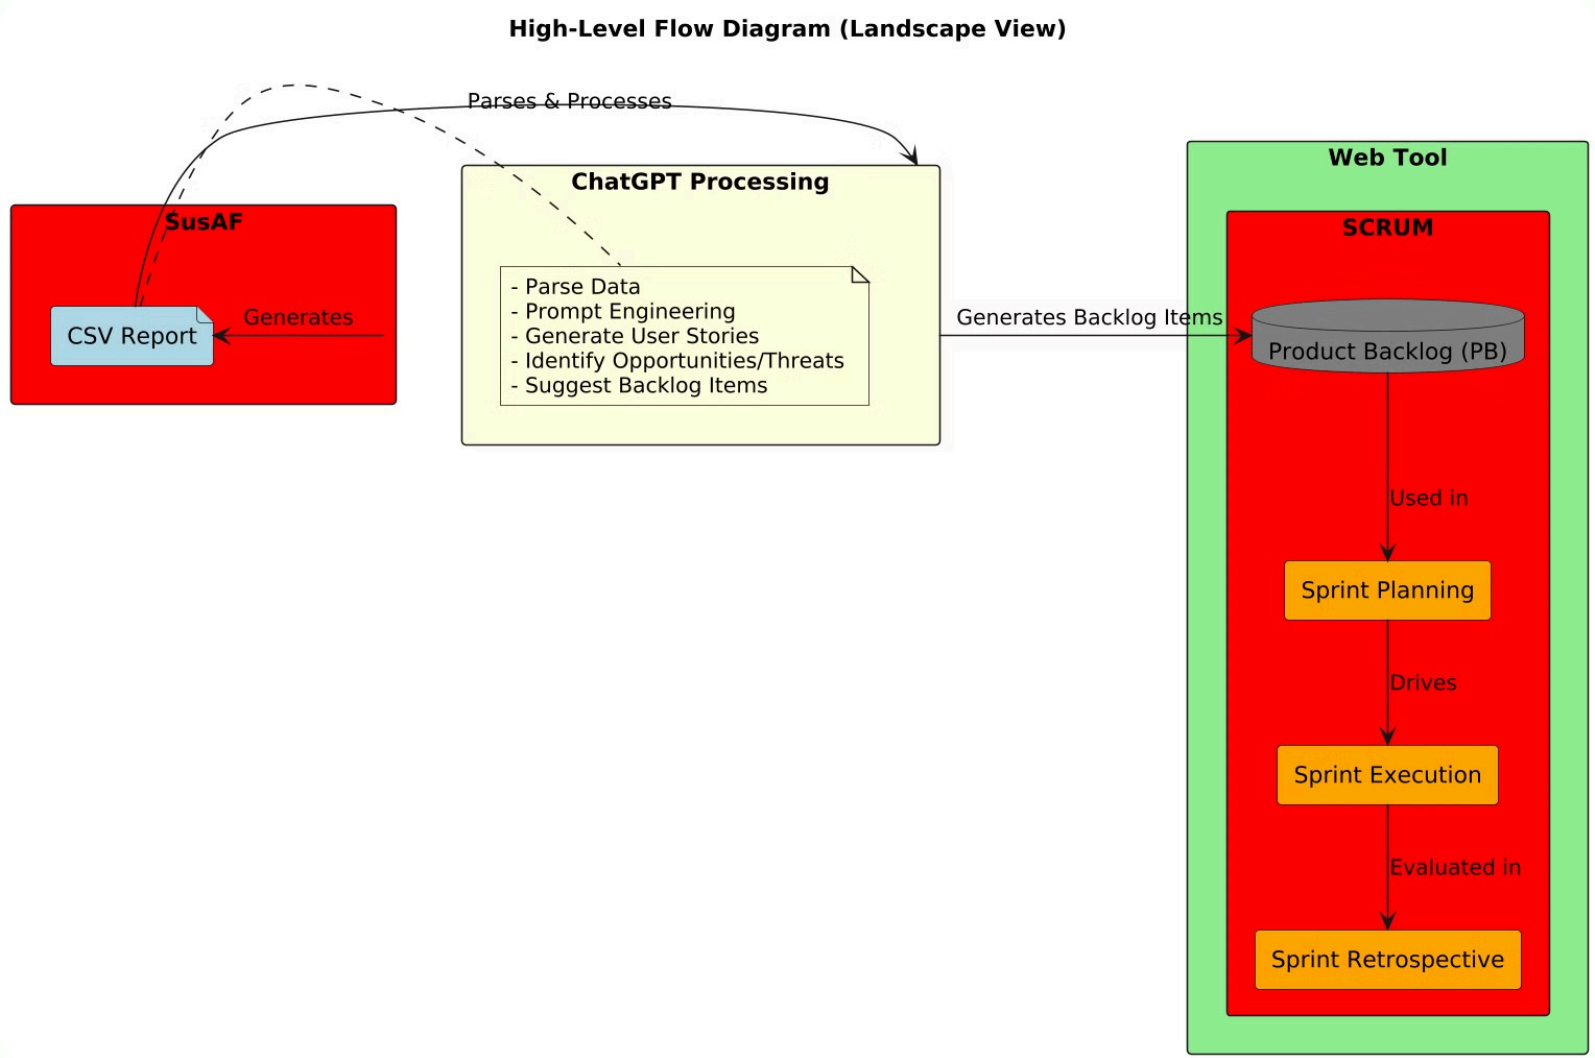 High-Level Flow Diagram (Landscape View)
Parses & Processes
SusAF
CSV Report
Generates
ChatGPT Processing
- Parse Data
- Prompt Engineering
- Generate User Stories
- Identify Opportunities/Threats
- Suggest Backlog Items
Generates Backlog Items
Web Tool
SCRUM
Product Backlog (PB)
Used in
Sprint Planning
Drives
Sprint Execution
Evaluated in
Sprint Retrospective